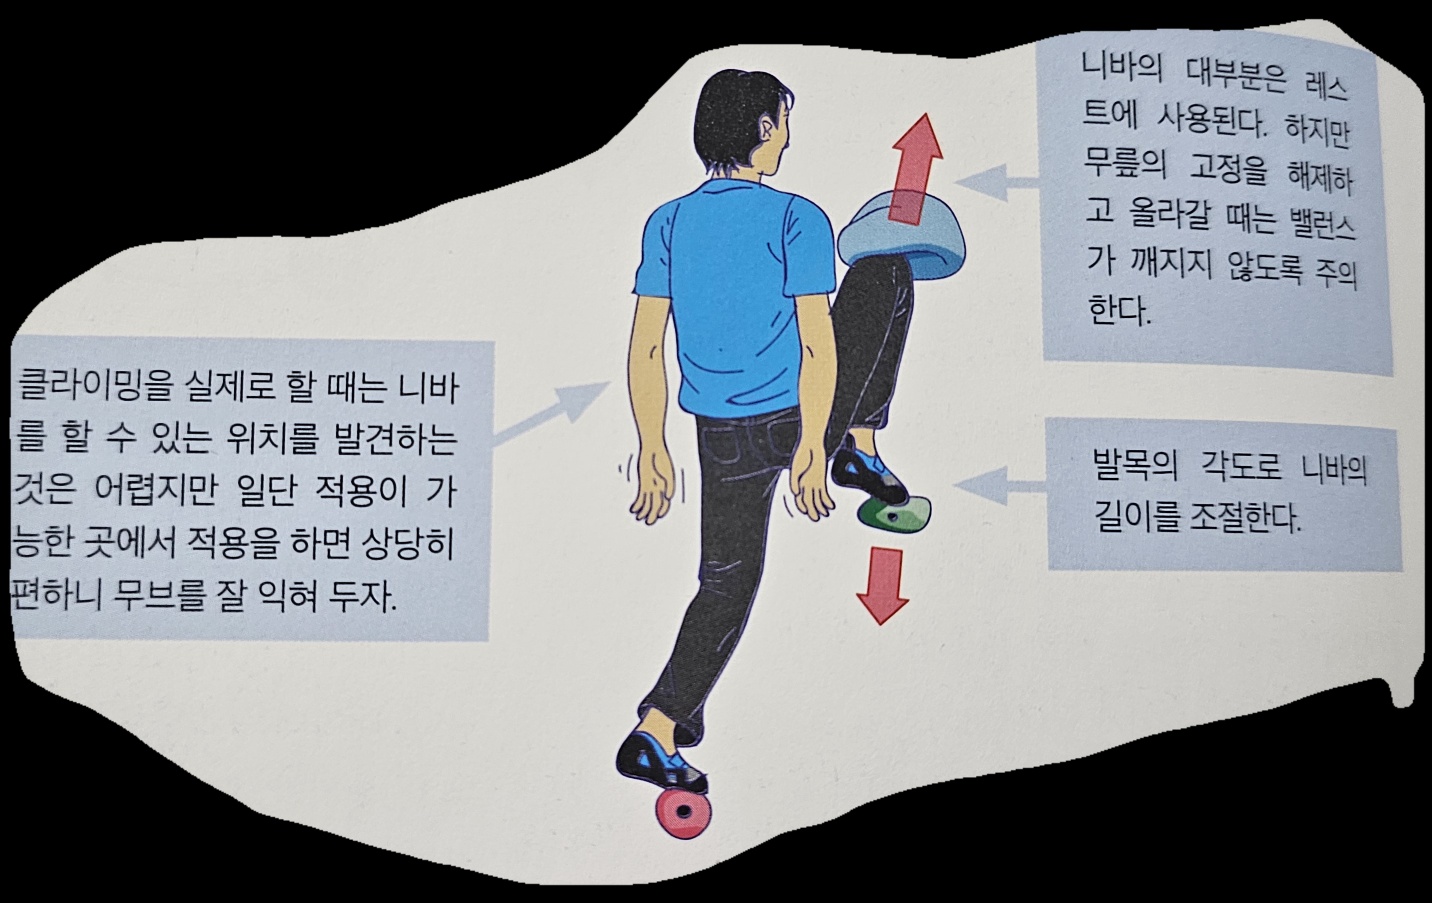 니바의 대부분은 레스
트에 사용된다. 하지만
무릎의 고정을 해제하
고 올라갈 때는 밸런스
가 깨지지 않도록 주의
한다.
클라이밍을 실제로 할 때는 니바
를 할 수 있는 위치를 발견하는
것은 어렵지만 일단 적용이 가
능한 곳에서 적용을 하면 상당히
편하니 무브를 잘 익혀 두자.
발목의 각도로 니바의
길이를 조절한다.